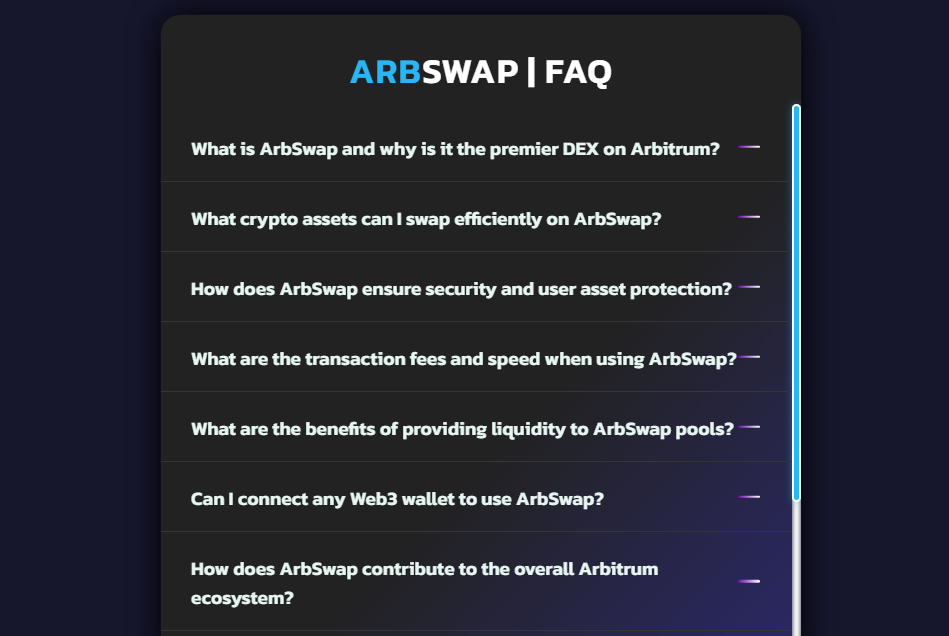 ARBSWAP | FAQ
What is ArbSwap and why is it the premier DEX on Arbitrum?
What crypto assets can I swap efficiently on ArbSwap?
How does ArbSwap ensure security and user asset protection?
What are the transaction fees and speed when using ArbSwap?
What are the benefits of providing liquidity to ArbSwap pools?
Can I connect any Web3 wallet to use ArbSwap?
How does ArbSwap contribute to the overall Arbitrum
ecosystem?